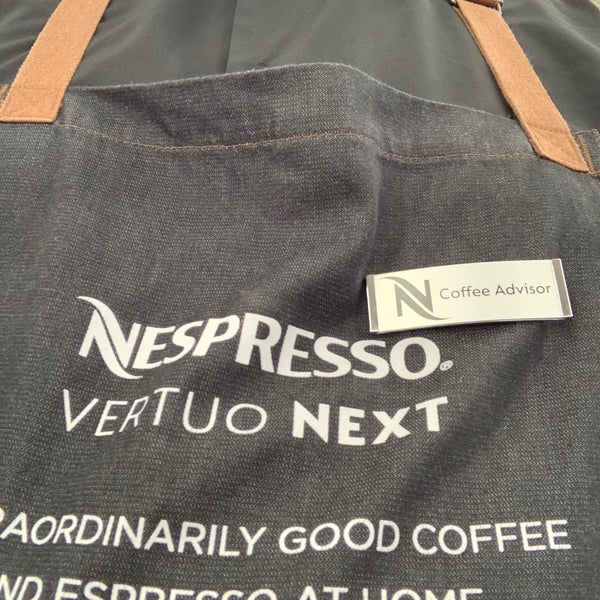 N Coffee Advisor
NESPRESSO.
VERTUO NEXT
RAORDINARILY GOOD COFFEE
ND ESPRESSO AT HOME